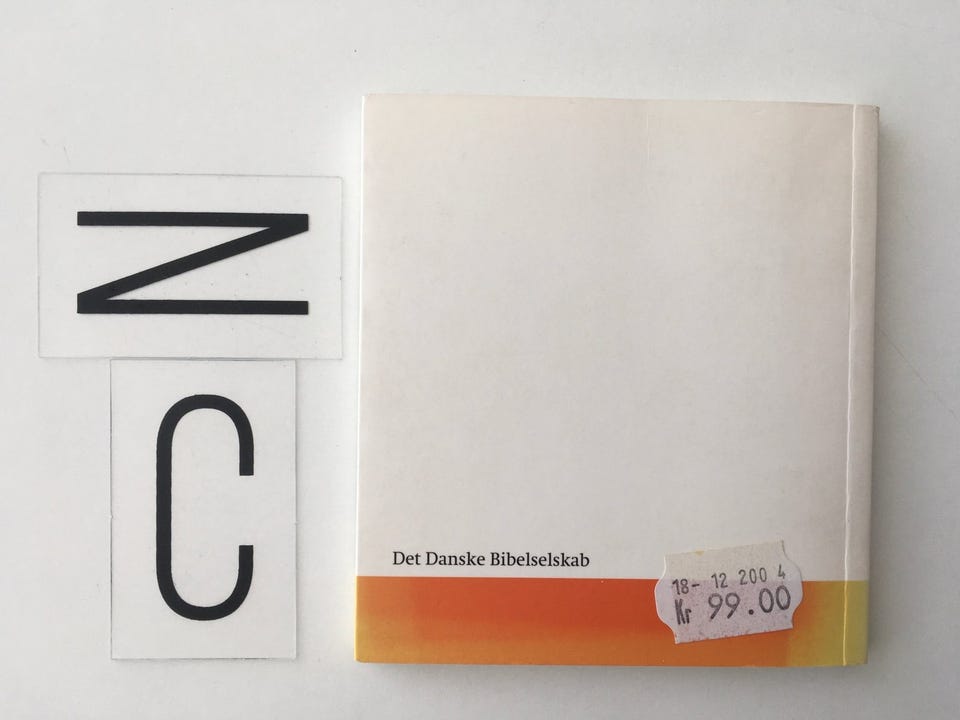 N
C
Det Danske Bibelselskab
18- 12 200 4
Kr 99.00